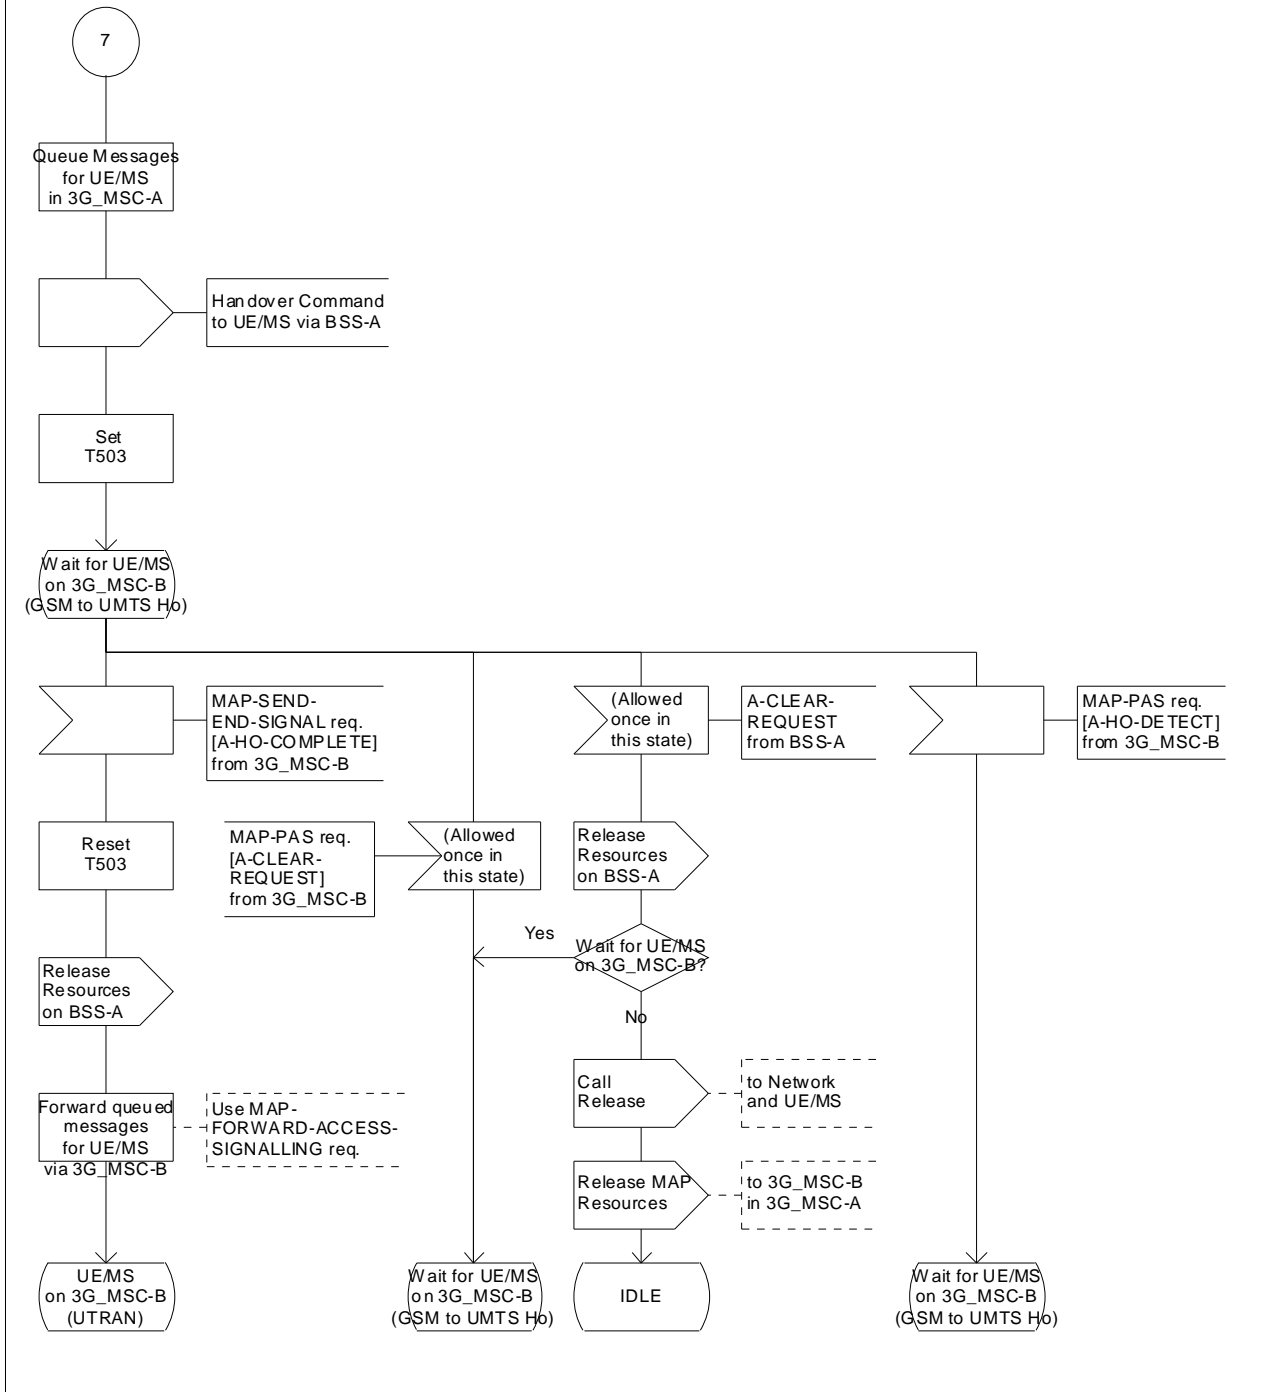 7
Queue Messages
for UE/MS
in 3G_MSC-A
Handover Command
to UE/MS via BSS-A
Set
T503
Wait for UE/MS
on 3G_MSC-B
(GSM to UMTS Ho)
MAP-SEND-
END-SIGNAL req.
[A-HO-COMPLETE]
from 3G_MSC-B
(Allowed
once in
this state)
A-CLEAR-
REQUEST
from BSS-A
MAP-PAS req.
[A-HO-DETECT]
from 3G_MSC-B
Reset
T503
MAP-PAS req.
[A-CLEAR-
REQUEST]
from 3G_MSC-B
(Allowed
once in
this state)
Release
Resources
on BSS-A
Yes
Wait for UE/MS
on 3G_MSC-B?
No
Release
Resources
on BSS-A
Call
Release
to Network
and UE/MS
Forward queued
messages
for UE/MS
via 3G_MSC-B
Use MAP-
FORWARD-ACCESS-
SIGNALLING req.
Release MAP
Resources
to 3G_MSC-B
in 3G_MSC-A
UE/MS
on 3G_MSC-B
(UTRAN)
Wait for UE/MS
on 3G_MSC-B
(GSM to UMTS Ho)
IDLE
Wait for UE/MS
on 3G_MSC-B
(GSM to UMTS Ho)